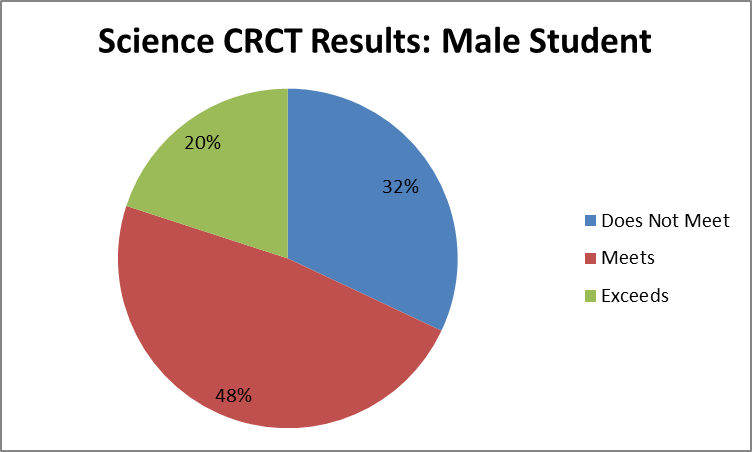 Science CRCT Results: Male Student
20%
32%
48%
Does Not Meet
Meets
Exceeds